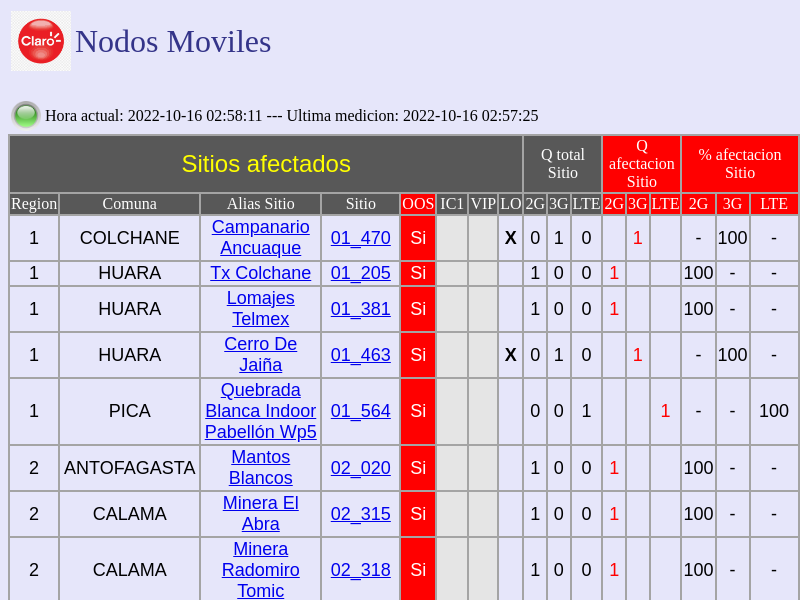 Claro Nodos Moviles
Hora actual: 2022-10-16 02:58:11 --- Ultima medicion: 2022-10-16 02:57:25
Sitios afectados Q total Sitio Q afectacion Sitio % afectacion Sitio
Region Comuna Alias Sitio Sitio OOS IC1 VIP LO 2G 3G LTE 2G 3G LTE 2G 3G LTE
1 COLCHANE Campanario Ancuaque 01_470 Si X 0 1 0 1 - 100 -
1 HUARA Tx Colchane 01_205 Si 1 0 0 1 100 - -
1 HUARA Lomajes Telmex 01_381 Si 1 0 0 1 100 - -
1 HUARA Cerro De Jaiña 01_463 Si X 0 1 0 1 - 100 -
1 PICA Quebrada Blanca Indoor Pabellón Wp5 01_564 Si 0 0 1 1 - - 100
2 ANTOFAGASTA Mantos Blancos 02_020 Si 1 0 0 1 100 - -
2 CALAMA Minera El Abra 02_315 Si 1 0 0 1 100 - -
2 CALAMA Minera Radomiro Tomic 02_318 Si 1 0 0 1 100 - -